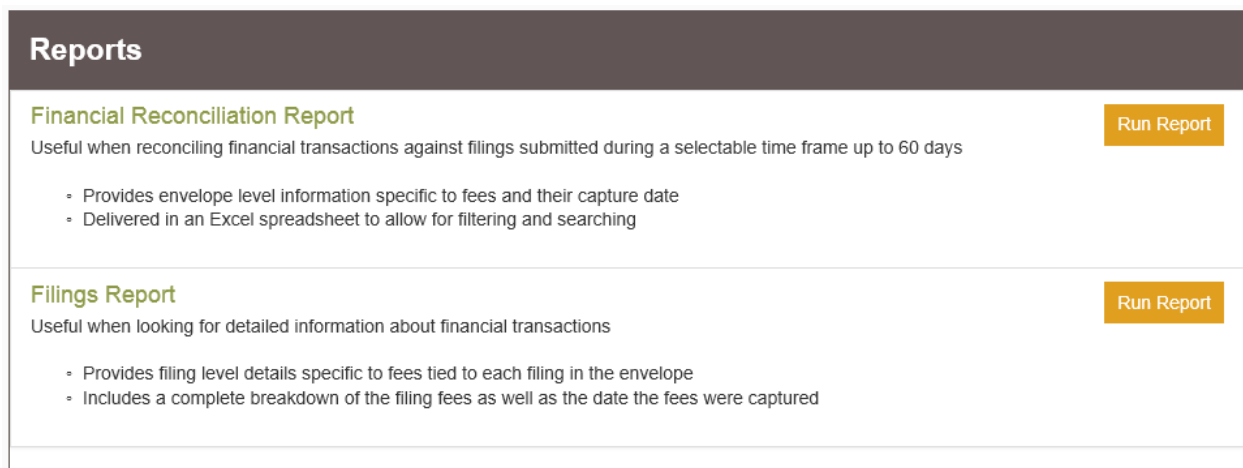 Reports
Financial Reconciliation Report
Run Report
Useful when reconciling financial transactions against filings submitted during a selectable time frame up to 60 days
◦ Provides envelope level information specific to fees and their capture date
◦ Delivered in an Excel spreadsheet to allow for filtering and searching
Filings Report
Run Report
Useful when looking for detailed information about financial transactions
◦ Provides filing level details specific to fees tied to each filing in the envelope
◦ Includes a complete breakdown of the filing fees as well as the date the fees were captured